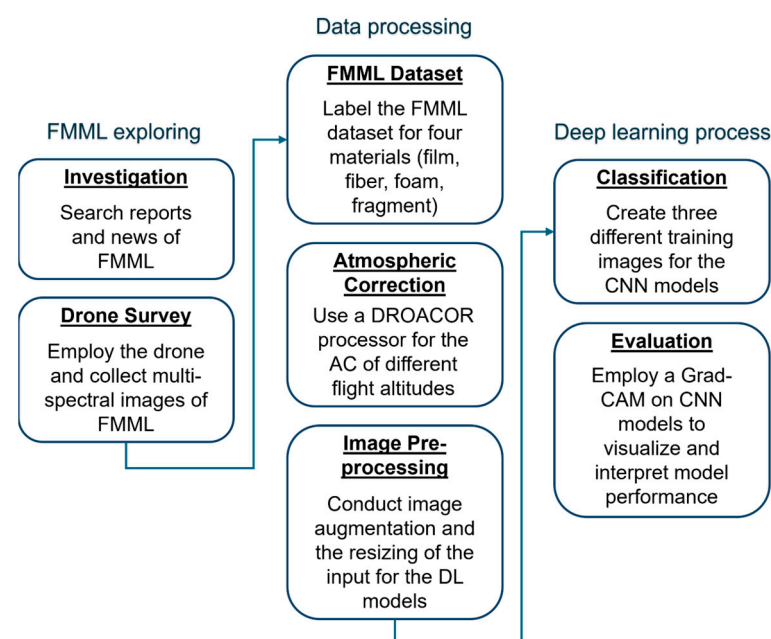 FMML exploring
Investigation
Search reports
and news of
FMML
Drone Survey
Employ the drone
and collect multi-
spectral images of
FMML
Data processing
FMML Dataset
Label the FMML
dataset for four
materials (film,
fiber, foam,
fragment)
Atmospheric
Correction
Use a DROACOR
processor for the
AC of different
flight altitudes
Image Pre-
processing
Conduct image
augmentation and
the resizing of the
input for the DL
models
Deep learning process
Classification
Create three
different training
images for the
CNN models
Evaluation
Employ a Grad-
CAM on CNN
models to
visualize and
interpret model
performance